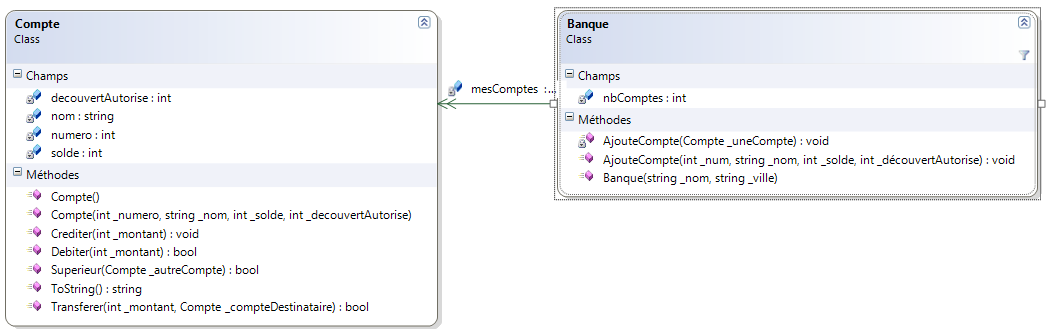 Compte
Class
Champs
decouvertAutorise : int
nom : string
numero : int
solde : int
Méthodes
Compte()
Compte(int _numero, string _nom, int _solde, int _decouvertAutorise)
Crediter(int _montant) : void
Debiter(int _montant) : bool
Superieur(Compte _autreCompte) : bool
ToString() : string
Transferer(int _montant, Compte _compteDestinataire) : bool
mesComptes :...
Banque
Class
Champs
nbComptes : int
Méthodes
AjouteCompte(Compte _uneCompte) : void
AjouteCompte(int _num, string _nom, int _solde, int _découvertAutorise) : void
Banque(string _nom, string _ville)